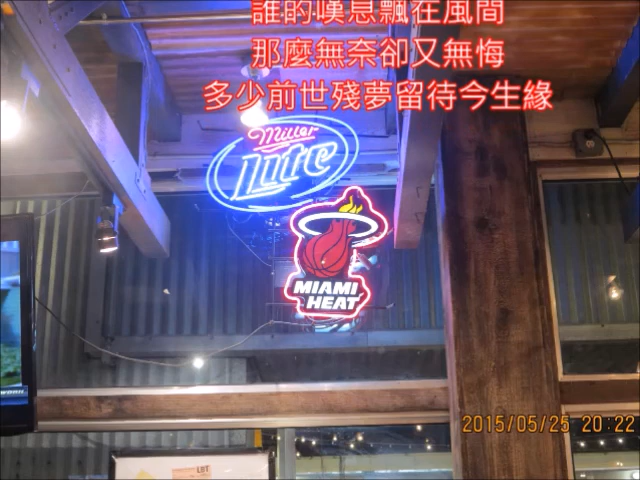 誰的嘆息飄在風間
那麼無奈卻又無悔
多少前世殘夢留待今生緣
Miller
Lite
MIAMI
HEAT
2015/05/25 20:22